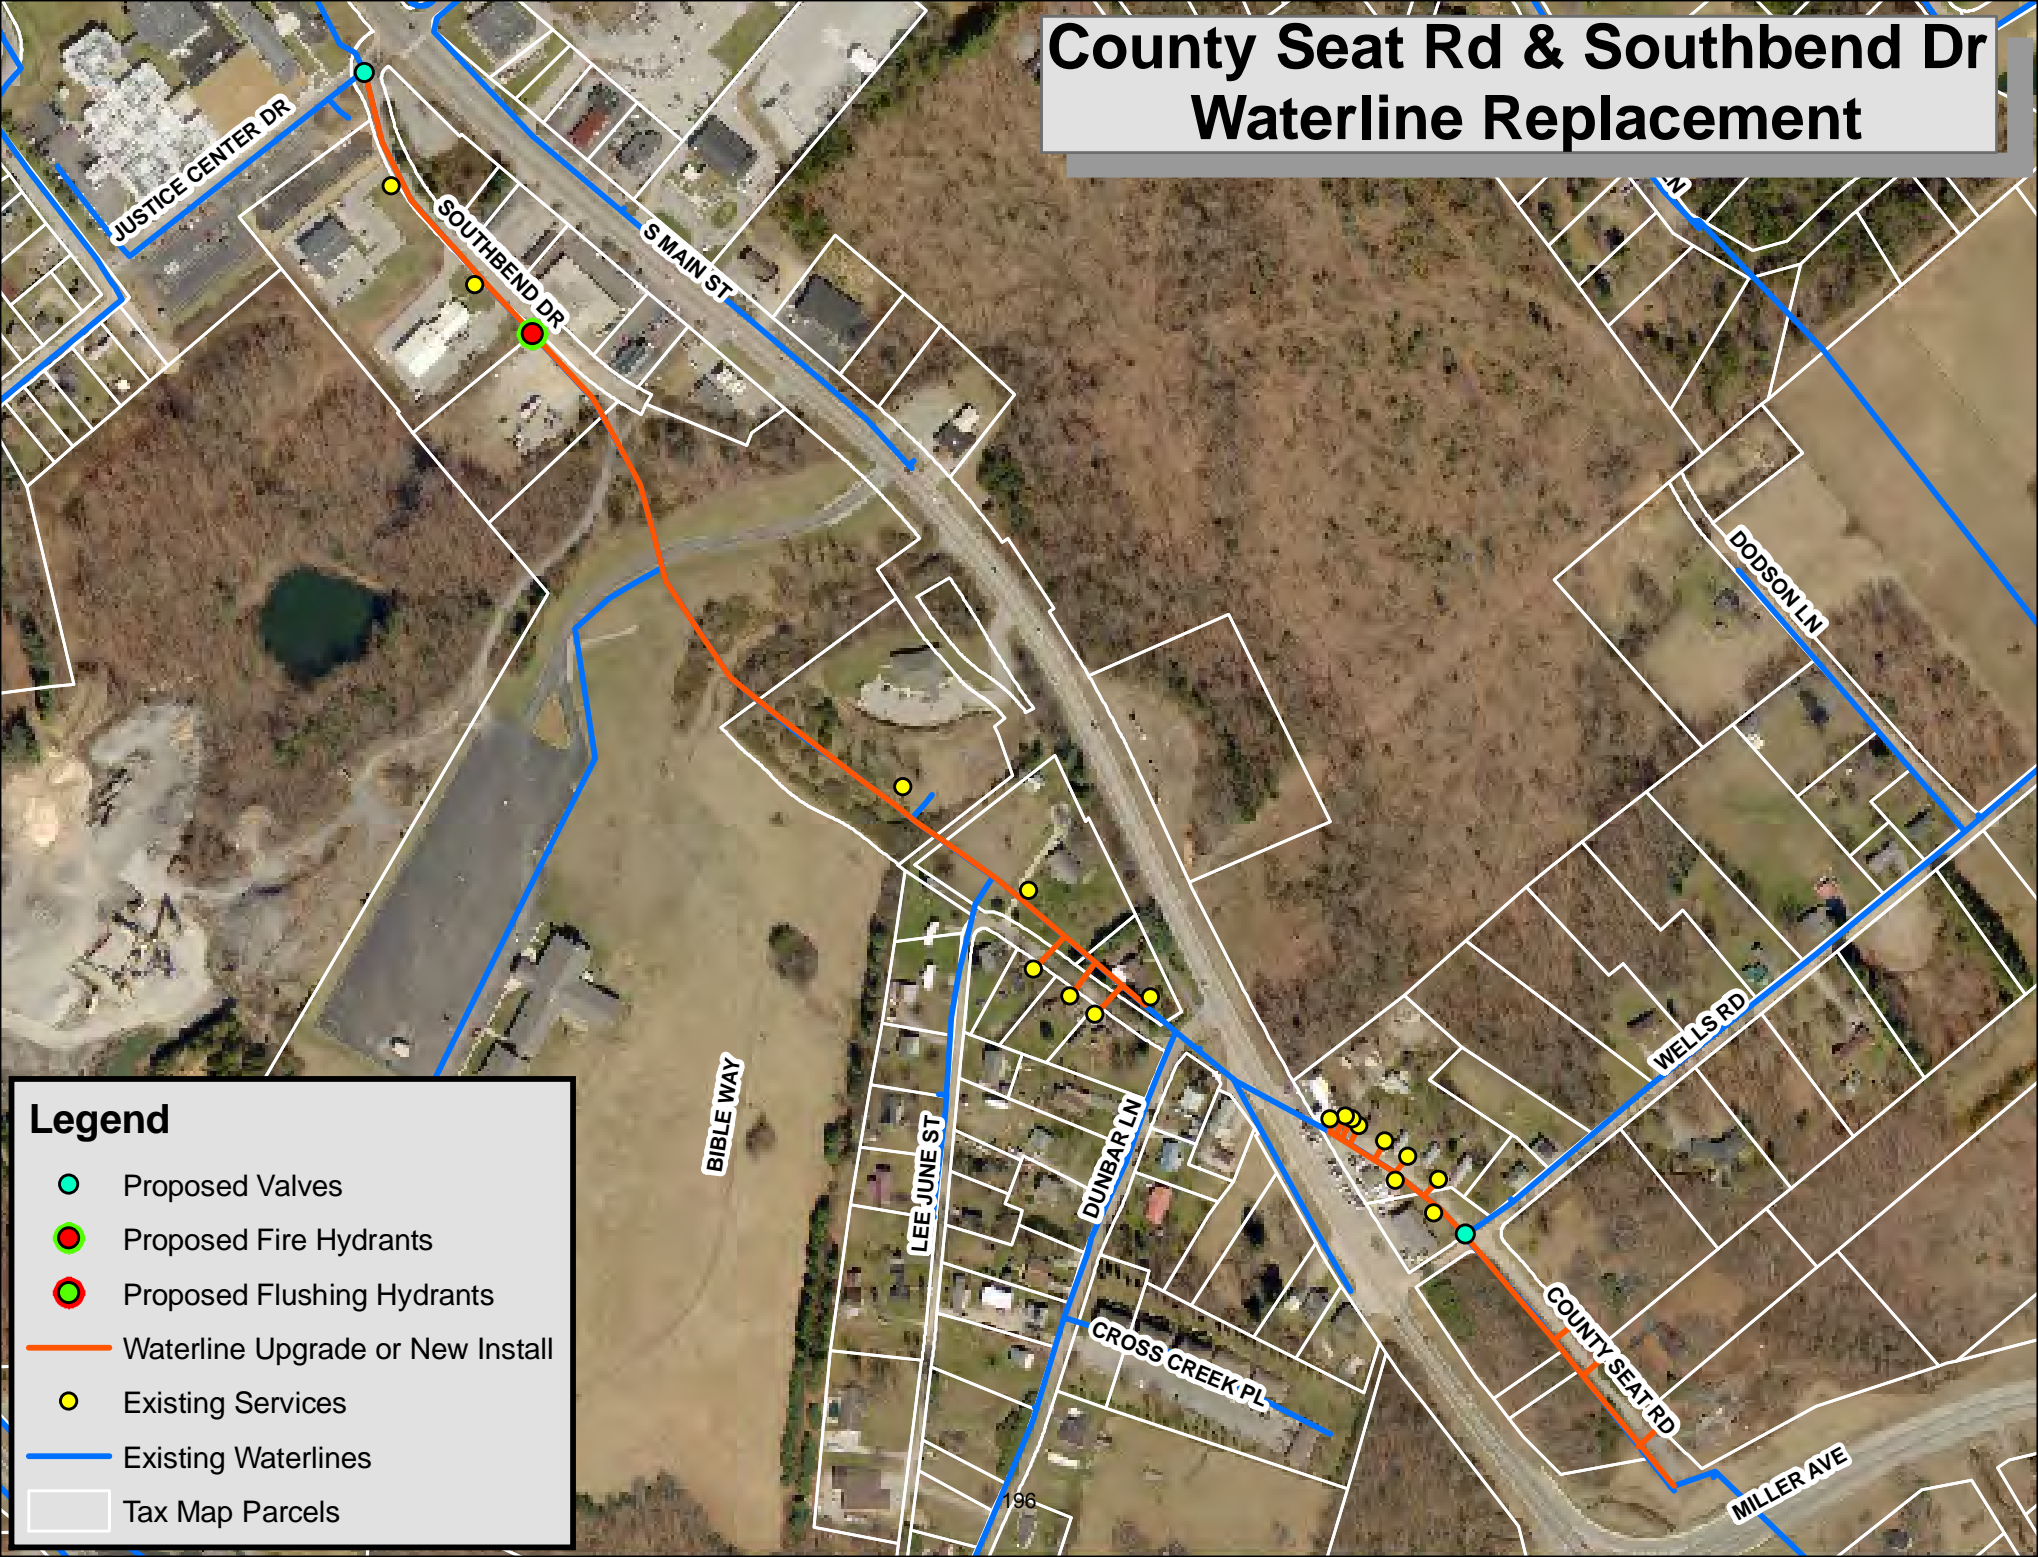 County Seat Rd & Southbend Dr
Waterline Replacement
JUSTICE CENTER DR
SOUTHBEND DR
S MAIN ST
LN
DODSON LN
WELLS RD
BIBLE WAY
LEE JUNE ST
DUNBAR LN
CROSS CREEK PL
COUNTY SEAT RD
MILLER AVE
196
Legend
Proposed Valves
Proposed Fire Hydrants
Proposed Flushing Hydrants
Waterline Upgrade or New Install
Existing Services
Existing Waterlines
Tax Map Parcels